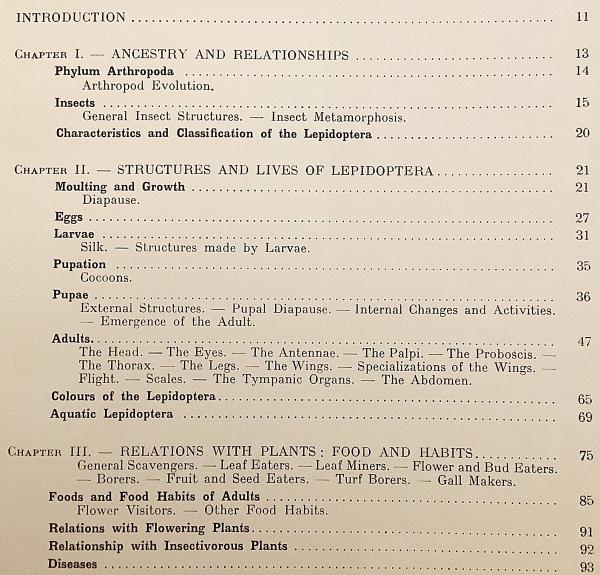 INTRODUCTION ........ 11
CHAPTER I. — ANCESTRY AND RELATIONSHIPS ........ 13
Phylum Arthropoda ........ 14
Arthropod Evolution.
Insects ........ 15
General Insect Structures. — Insect Metamorphosis.
Characteristics and Classification of the Lepidoptera ........ 20
CHAPTER II. — STRUCTURES AND LIVES OF LEPIDOPTERA ........ 21
Moulting and Growth ........ 21
Diapause.
Eggs ........ 27
Larvae ........ 31
Silk. — Structures made by Larvae.
Pupation ........ 35
Cocoons.
Pupae ........ 36
External Structures. — Pupal Diapause. — Internal Changes and Activities.
— Emergence of the Adult.
Adults ........ 47
The Head. — The Eyes. — The Antennae. — The Palpi. — The Proboscis. —
The Thorax. — The Legs. — The Wings. — Specializations of the Wings. —
Flight. — Scales. — The Tympanic Organs. — The Abdomen.
Colours of the Lepidoptera ........ 65
Aquatic Lepidoptera ........ 69
CHAPTER III. — RELATIONS WITH PLANTS; FOOD AND HABITS ........ 75
General Scavengers. — Leaf Eaters. — Leaf Miners. — Flower and Bud Eaters.
— Borers. — Fruit and Seed Eaters. — Turf Borers. — Gall Makers.
Foods and Food Habits of Adults ........ 85
Flower Visitors. — Other Food Habits.
Relations with Flowering Plants ........ 91
Relationship with Insectivorous Plants ........ 92
Diseases ........ 93